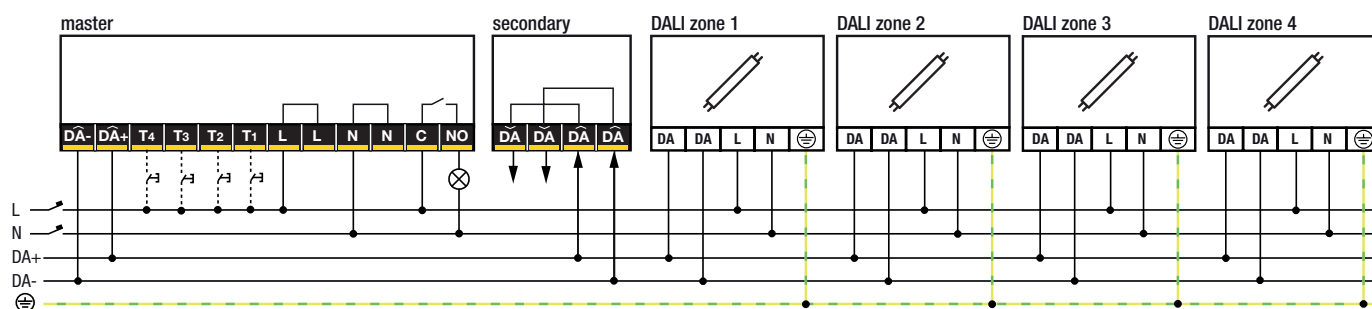 master secondary DALI zone 1 DALI zone 2 DALI zone 3 DALI zone 4
DA- DA+ T4 T3 T2 T1 L L N N C NO DA DA DA DA DA DA L N DA DA L N DA DA L N DA DA L N
L
N
DA+
DA-